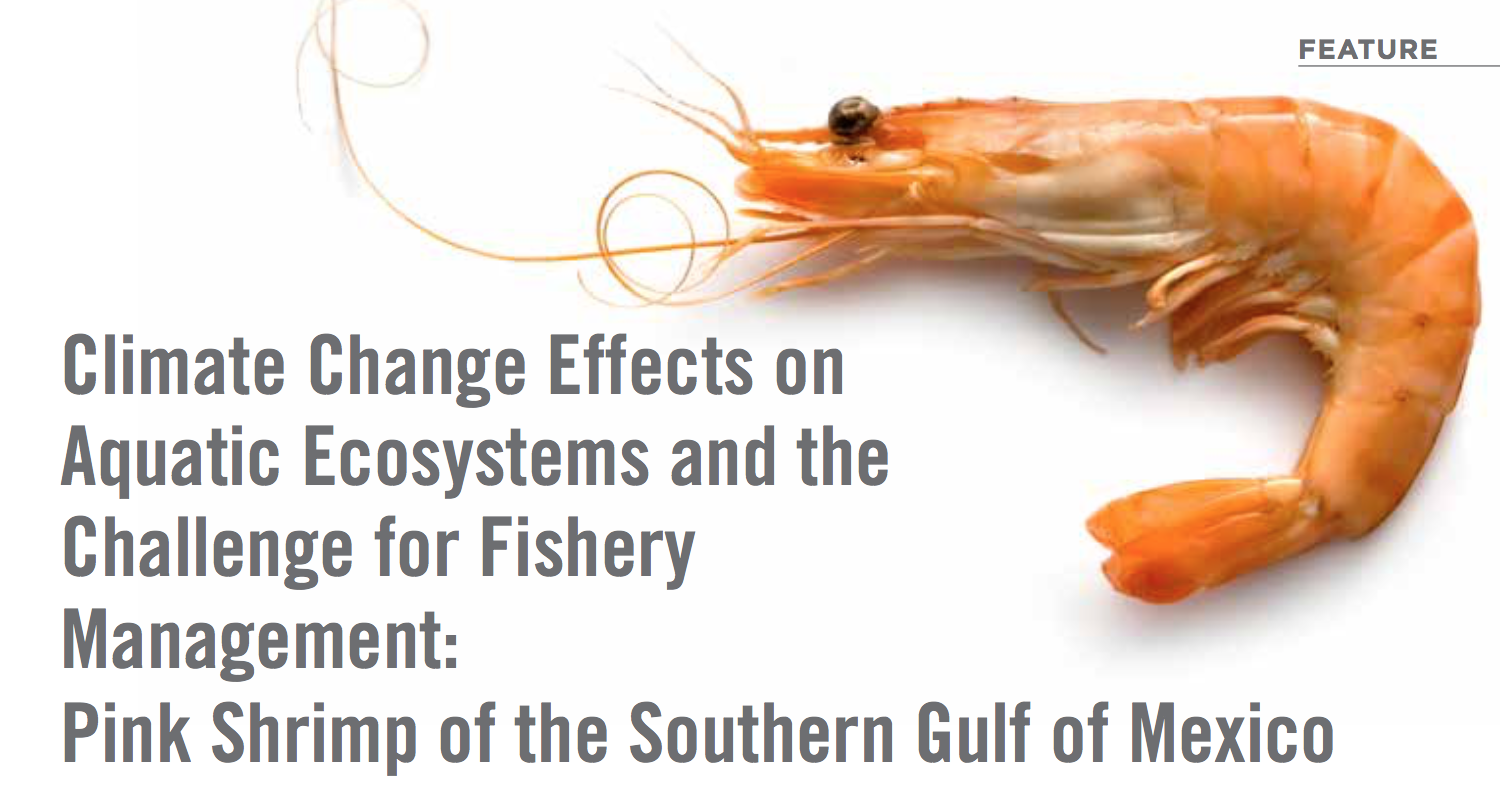 FEATURE
Climate Change Effects on
Aquatic Ecosystems and the
Challenge for Fishery
Management:
Pink Shrimp of the Southern Gulf of Mexico